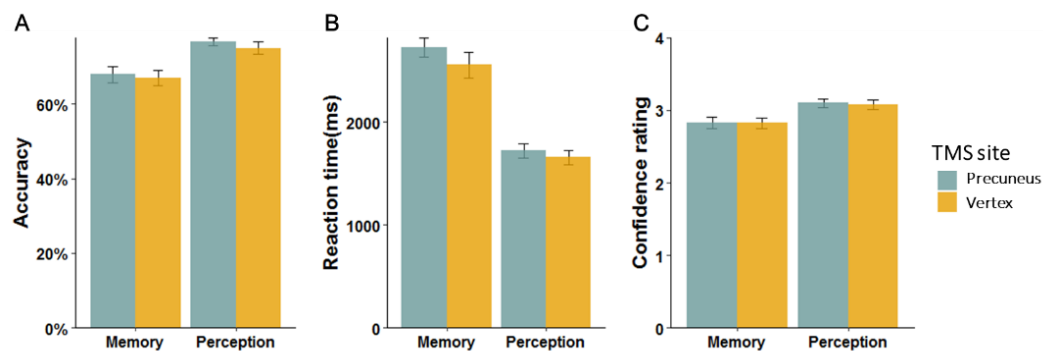 A
Accuracy
60%
40%
20%
0%
Memory Perception
B
Reaction time(ms)
2000
1000
0
Memory Perception
C
Confidence rating
4
3
2
1
0
Memory Perception
TMS site
Precuneus
Vertex